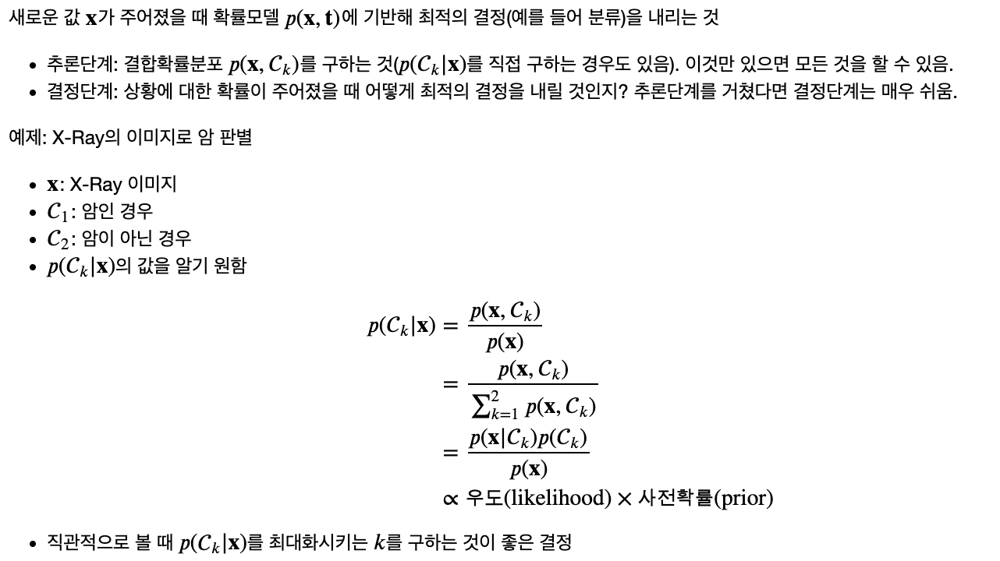 새로운 값 $\mathbf{x}$가 주어졌을 때 확률모델 $p(\mathbf{x}, \mathbf{t})$에 기반해 최적의 결정(예를 들어 분류)을 내리는 것
• 추론단계: 결합확률분포 $p(\mathbf{x}, \mathcal{C}_k)$를 구하는 것($p(\mathcal{C}_k|\mathbf{x})$를 직접 구하는 경우도 있음). 이것만 있으면 모든 것을 할 수 있음.
• 결정단계: 상황에 대한 확률이 주어졌을 때 어떻게 최적의 결정을 내릴 것인지? 추론단계를 거쳤다면 결정단계는 매우 쉬움.
예제: X-Ray의 이미지로 암 판별
• $\mathbf{x}$: X-Ray 이미지
• $\mathcal{C}_1$: 암인 경우
• $\mathcal{C}_2$: 암이 아닌 경우
• $p(\mathcal{C}_k|\mathbf{x})$의 값을 알기 원함
$p(\mathcal{C}_k|\mathbf{x}) = \frac{p(\mathbf{x}, \mathcal{C}_k)}{p(\mathbf{x})}$
$= \frac{p(\mathbf{x}, \mathcal{C}_k)}{\sum_{k=1}^{2} p(\mathbf{x}, \mathcal{C}_k)}$
$= \frac{p(\mathbf{x}|\mathcal{C}_k)p(\mathcal{C}_k)}{p(\mathbf{x})}$
$\propto$ 우도(likelihood) $\times$ 사전확률(prior)
• 직관적으로 볼 때 $p(\mathcal{C}_k|\mathbf{x})$를 최대화시키는 $k$를 구하는 것이 좋은 결정